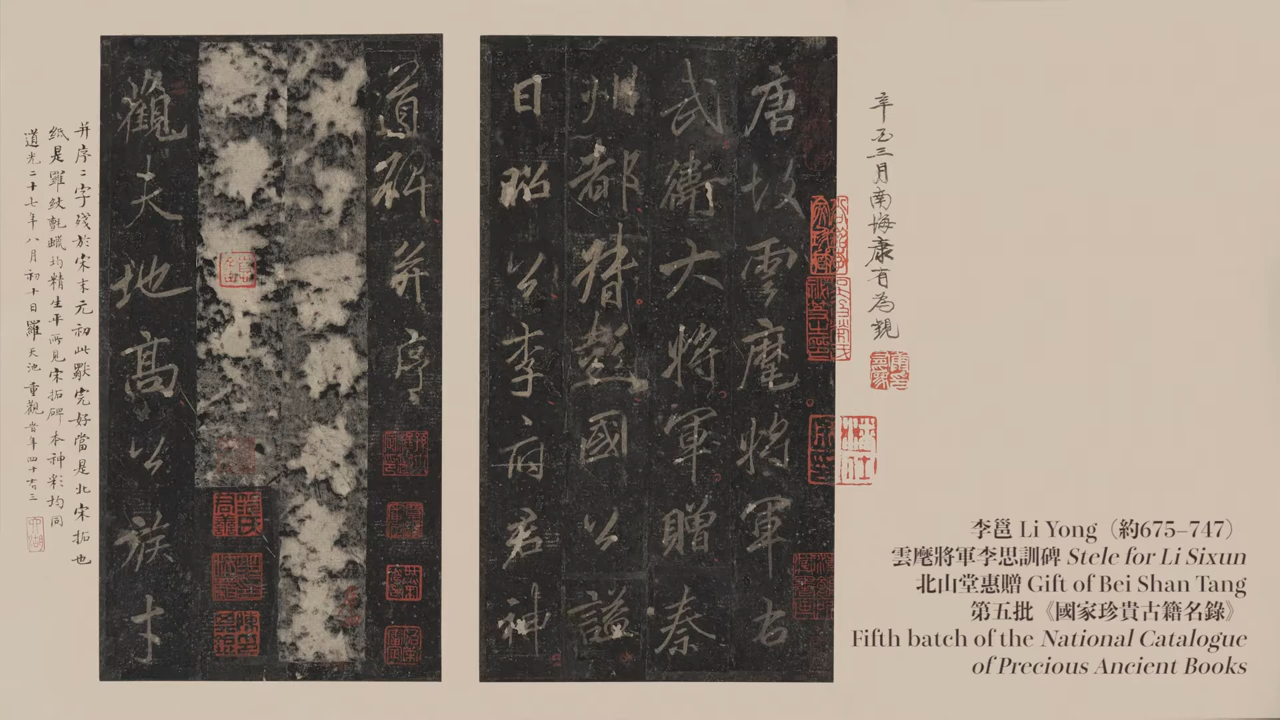 辛丑三月南海康有為觀
唐故雲麾將軍右
武衛大將軍贈秦
州都督彭國公謚
日昭公李府君神
道碑并序
觀夫地高公族才
并序二字殘於宋末元初此歟完好當是北宋拓也
紙是羅紋氈蠟均精生平所見宋拓碑本神彩均同
道光二十七年八月初十日羅天池重觀昔年四十有三
李邕 Li Yong（約675–747）
雲麾將軍李思訓碑 Stele for Li Sixun
北山堂惠贈 Gift of Bei Shan Tang
第五批《國家珍貴古籍名錄》
Fifth batch of the National Catalogue
of Precious Ancient Books